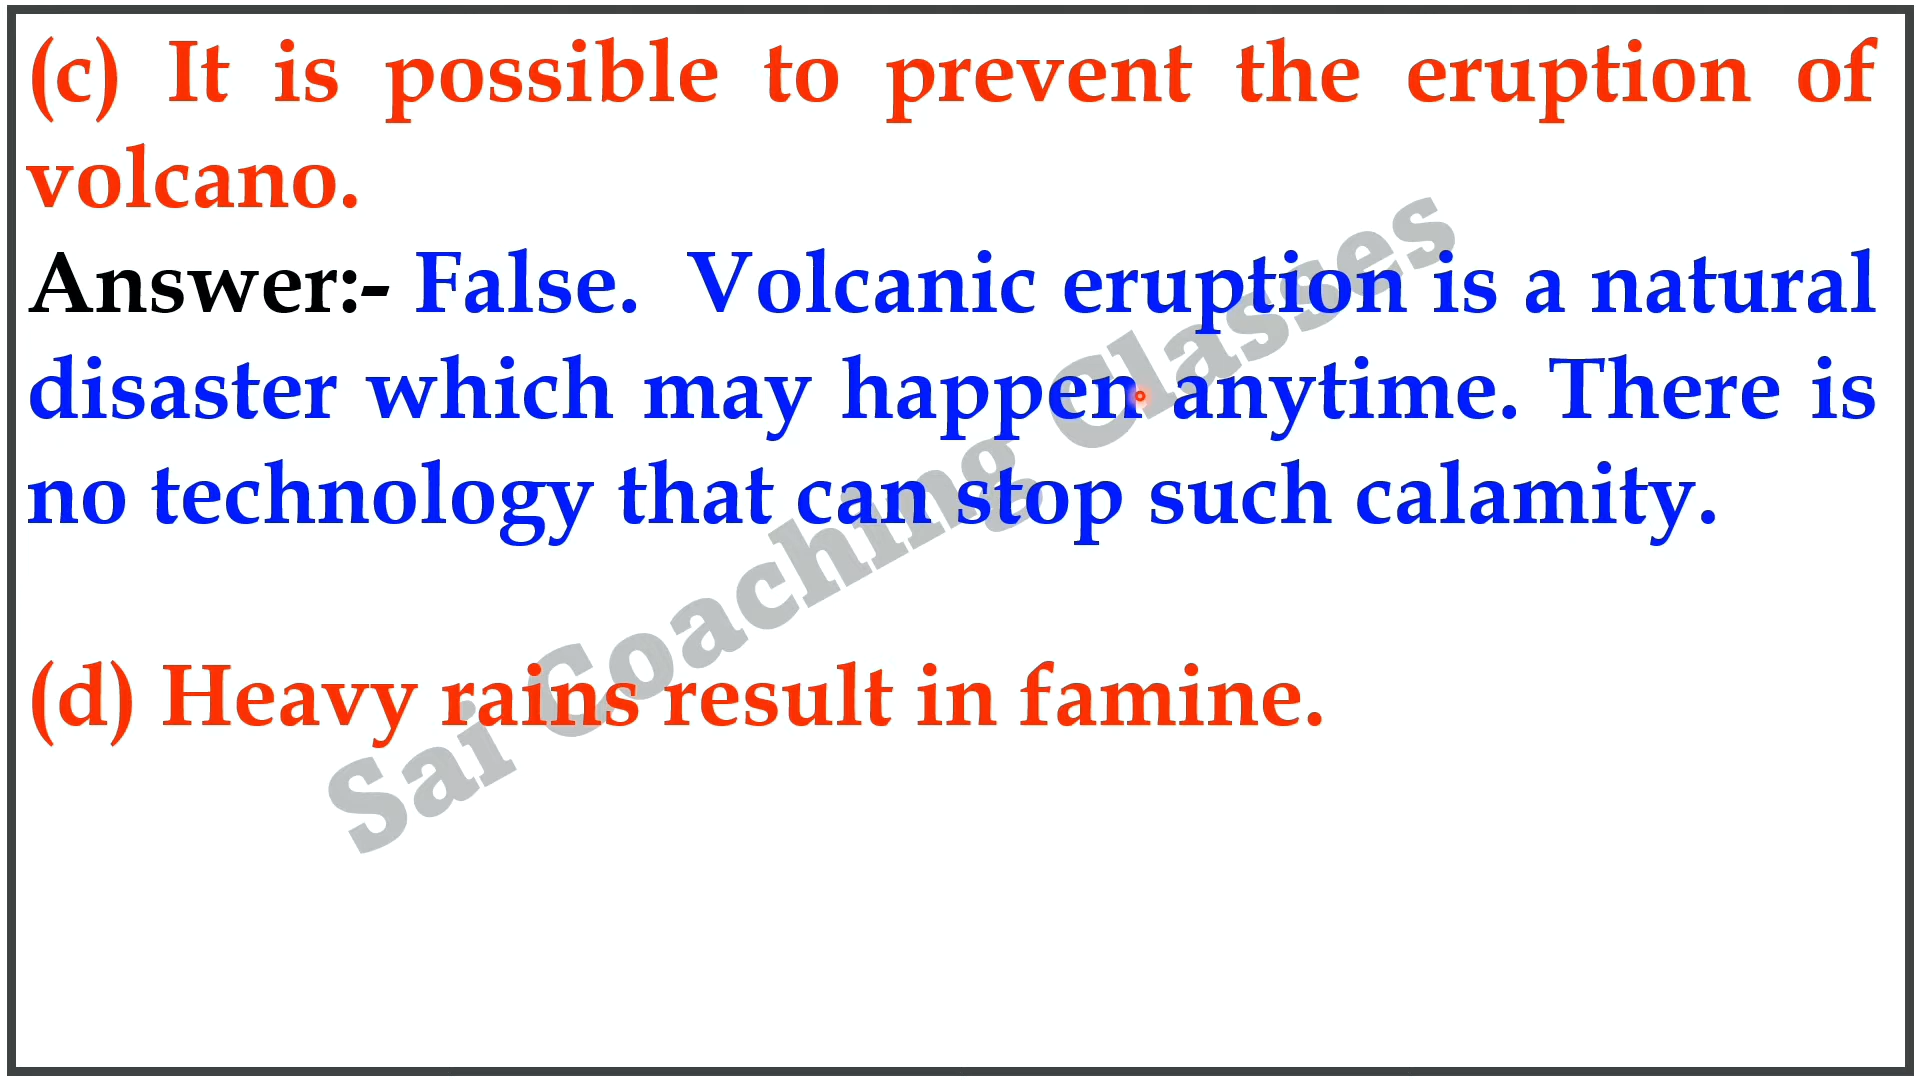 (c) It is possible to prevent the eruption of
volcano.
Answer:- False. Volcanic eruption is a natural
disaster which may happen anytime. There is
no technology that can stop such calamity.
(d) Heavy rains result in famine.
Sai Coaching Classes